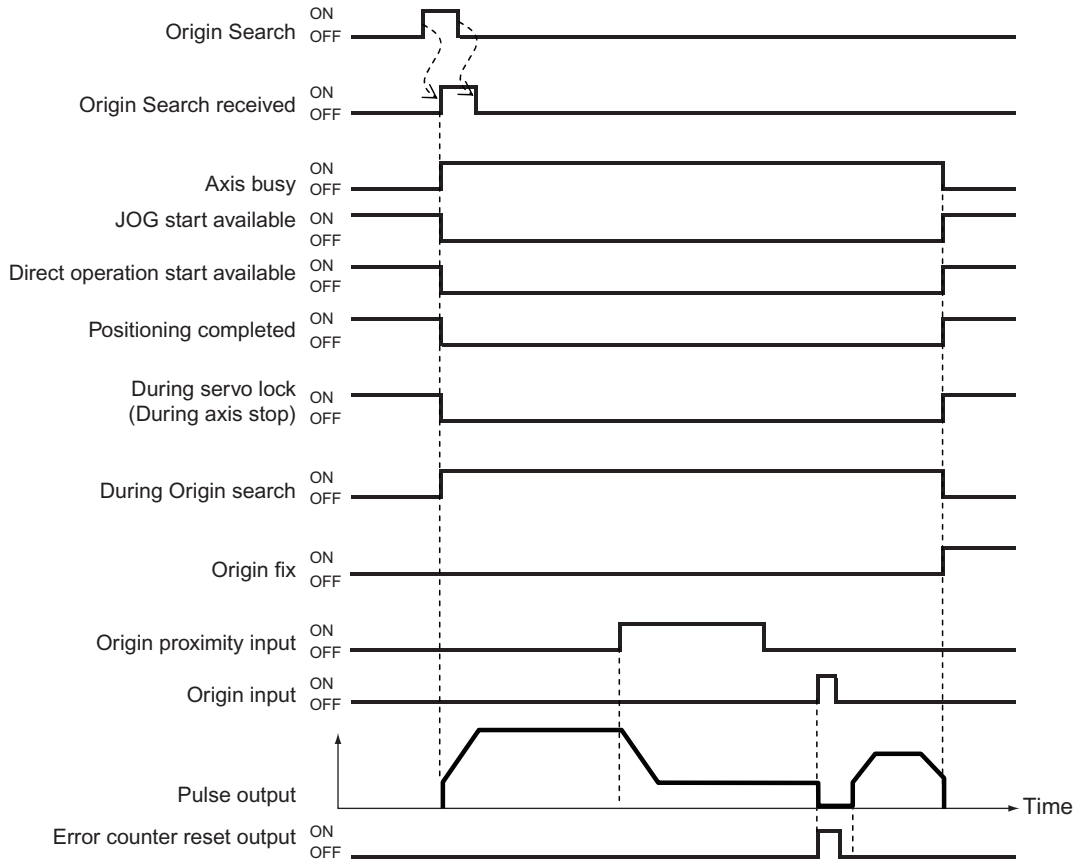 Origin Search ON
OFF
Origin Search received ON
OFF
Axis busy ON
OFF
JOG start available ON
OFF
Direct operation start available ON
OFF
Positioning completed ON
OFF
During servo lock
(During axis stop) ON
OFF
During Origin search ON
OFF
Origin fix ON
OFF
Origin proximity input ON
OFF
Origin input ON
OFF
Pulse output
Time
Error counter reset output ON
OFF